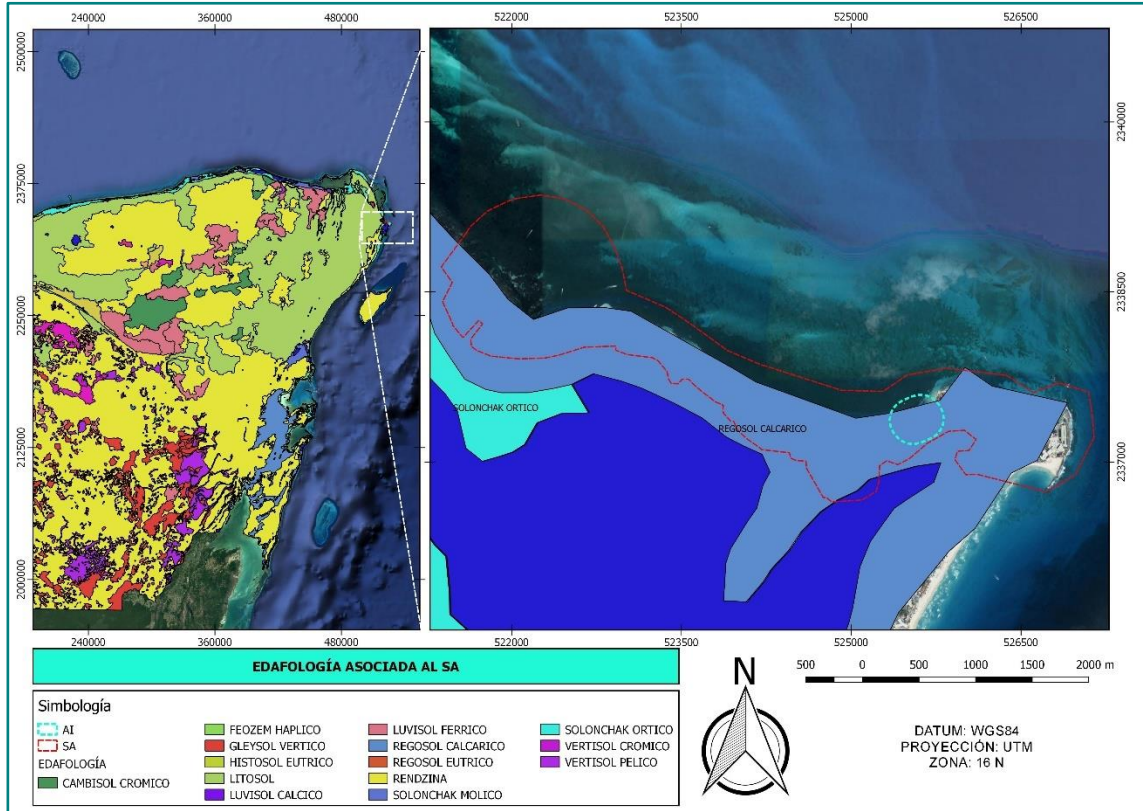 240000 360000 480000 522000 523500 525000 526500
2500000
2375000
2250000
2125000
2000000
2340000
2338500
2337000
SOLONCHAK ORTICO
REGOSOL CALCARICO
240000 360000 480000 522000 523500 525000 526500
EDAFOLOGÍA ASOCIADA AL SA
Simbología
AI
SA
EDAFOLOGÍA
CAMBISOL CROMICO
FEOZEM HAPLICO
GLEYSOL VERTICO
HISTOSOL EUTRICO
LITOSOL
LUVISOL CALCICO
LUVISOL FERRICO
REGOSOL CALCARICO
REGOSOL EUTRICO
RENDZINA
SOLONCHAK MOLICO
SOLONCHAK ORTICO
VERTISOL CROMICO
VERTISOL PELICO
N
500 0 500 1000 1500 2000 m
DATUM: WGS84
PROYECCIÓN: UTM
ZONA: 16 N